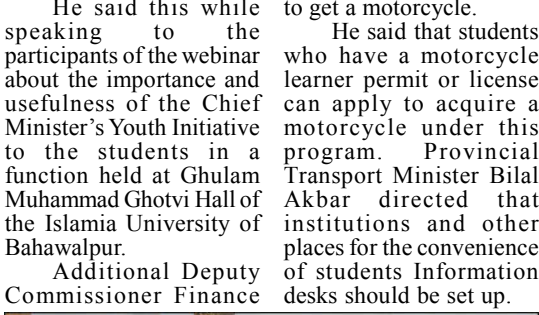 He said this while
speaking to the
participants of the webinar
about the importance and
usefulness of the Chief
Minister's Youth Initiative
to the students in a
function held at Ghulam
Muhammad Ghotvi Hall of
the Islamia University of
Bahawalpur.
Additional Deputy
Commissioner Finance
to get a motorcycle.
He said that students
who have a motorcycle
learner permit or license
can apply to acquire a
motorcycle under this
program. Provincial
Transport Minister Bilal
Akbar directed that
institutions and other
places for the convenience
of students Information
desks should be set up.